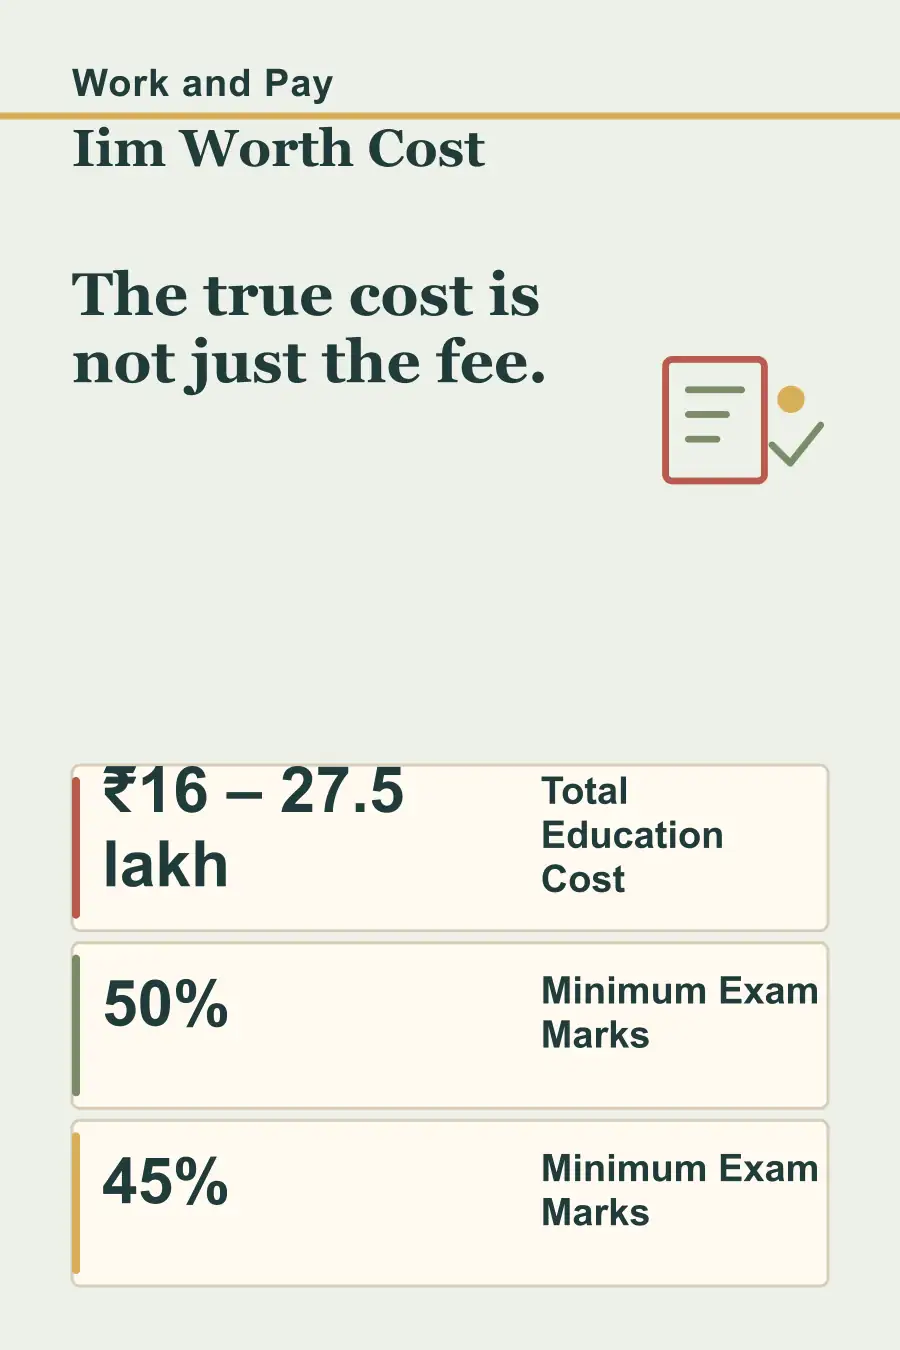 Work and Pay
Iim Worth Cost
The true cost is
not just the fee.
₹16 – 27.5
lakh
Total
Education
Cost
50%
Minimum Exam
Marks
45%
Minimum Exam
Marks